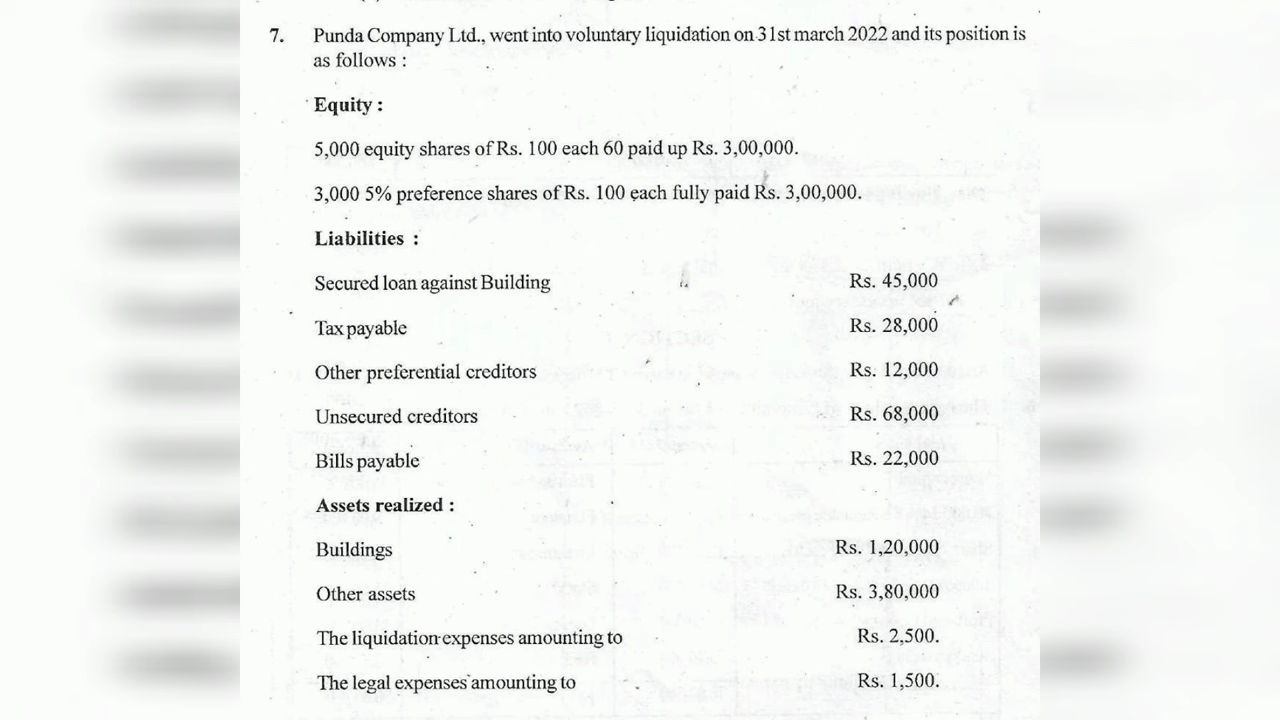 7. Punda Company Ltd., went into voluntary liquidation on 31st march 2022 and its position is
as follows :
Equity :
5,000 equity shares of Rs. 100 each 60 paid up Rs. 3,00,000.
3,000 5% preference shares of Rs. 100 each fully paid Rs. 3,00,000.
Liabilities :
Secured loan against Building Rs. 45,000
Tax payable Rs. 28,000
Other preferential creditors Rs. 12,000
Unsecured creditors Rs. 68,000
Bills payable Rs. 22,000
Assets realized :
Buildings Rs. 1,20,000
Other assets Rs. 3,80,000
The liquidation expenses amounting to Rs. 2,500.
The legal expenses amounting to Rs. 1,500.